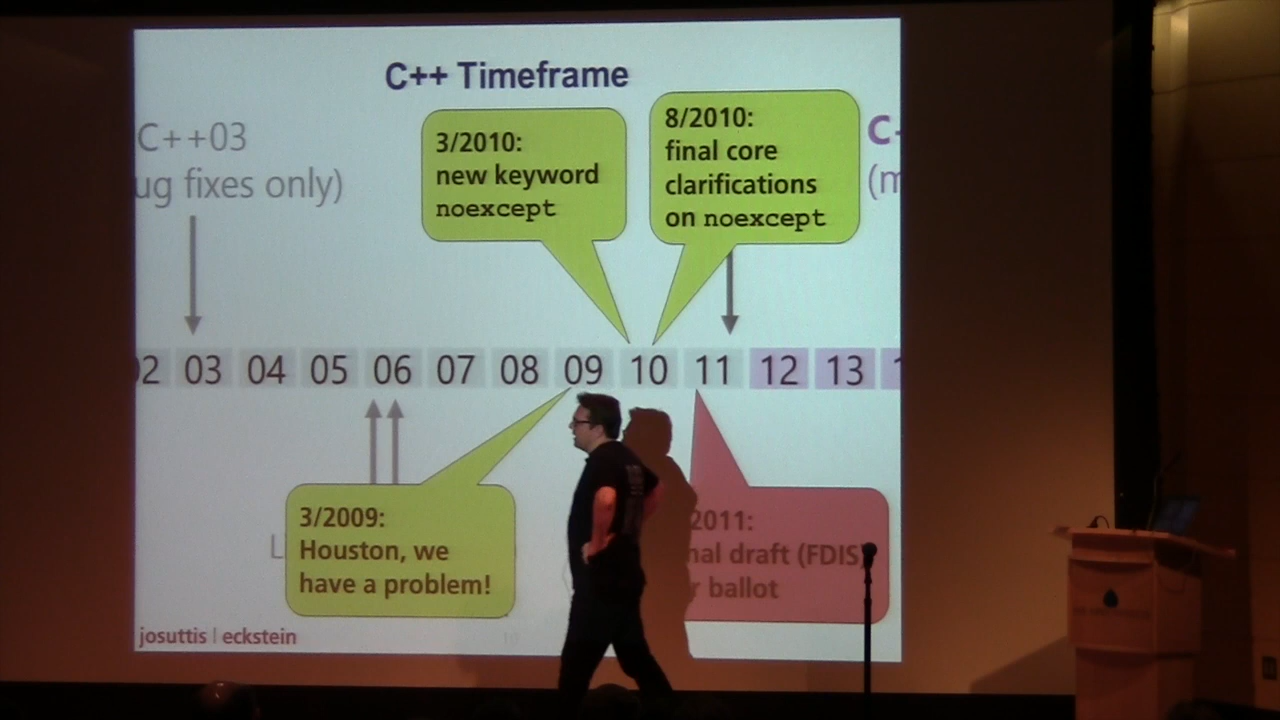 C++ Timeframe
C++03
ug fixes only)
3/2010:
new keyword
noexcept
8/2010:
final core
clarifications
on noexcept
C
(m
02 03 04 05 06 07 08 09 10 11 12 13
3/2009:
Houston, we
have a problem!
2011:
nal draft (FDIS)
r ballot
L
josuttis | eckstein